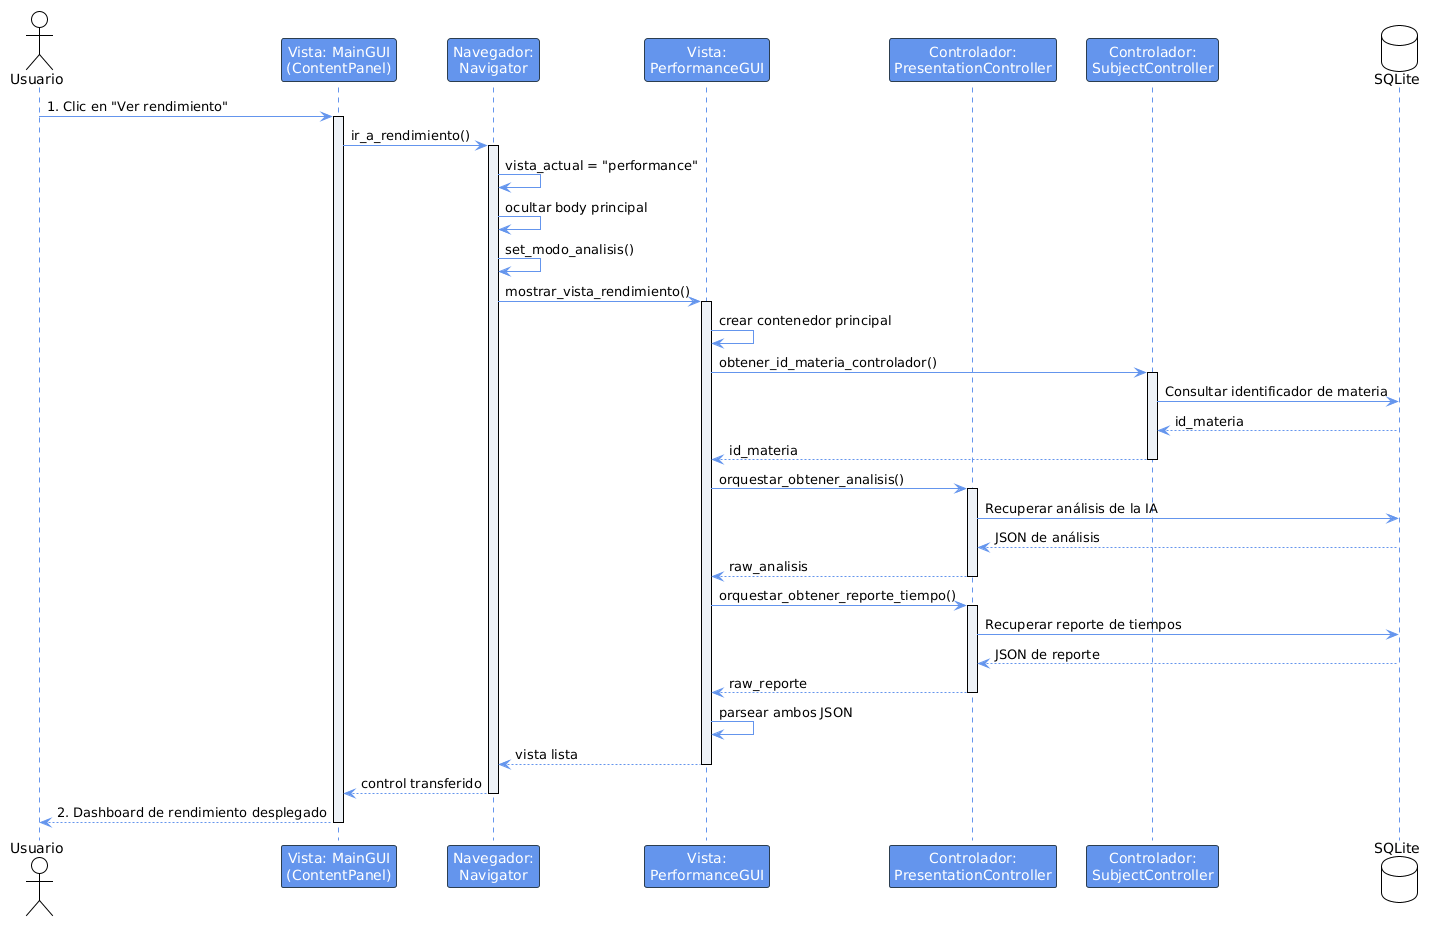 Usuario
Vista: MainGUI
(ContentPanel)
Navegador:
Navigator
Vista:
PerformanceGUI
Controlador:
PresentationController
Controlador:
SubjectController
SQLite
1. Clic en "Ver rendimiento"
ir_a_rendimiento()
vista_actual = "performance"
ocultar body principal
set_modo_analisis()
mostrar_vista_rendimiento()
crear contenedor principal
obtener_id_materia_controlador()
Consultar identificador de materia
id_materia
id_materia
orquestar_obtener_analisis()
Recuperar análisis de la IA
JSON de análisis
raw_analisis
orquestar_obtener_reporte_tiempo()
Recuperar reporte de tiempos
JSON de reporte
raw_reporte
parsear ambos JSON
vista lista
control transferido
2. Dashboard de rendimiento desplegado
Usuario
Vista: MainGUI
(ContentPanel)
Navegador:
Navigator
Vista:
PerformanceGUI
Controlador:
PresentationController
Controlador:
SubjectController
SQLite